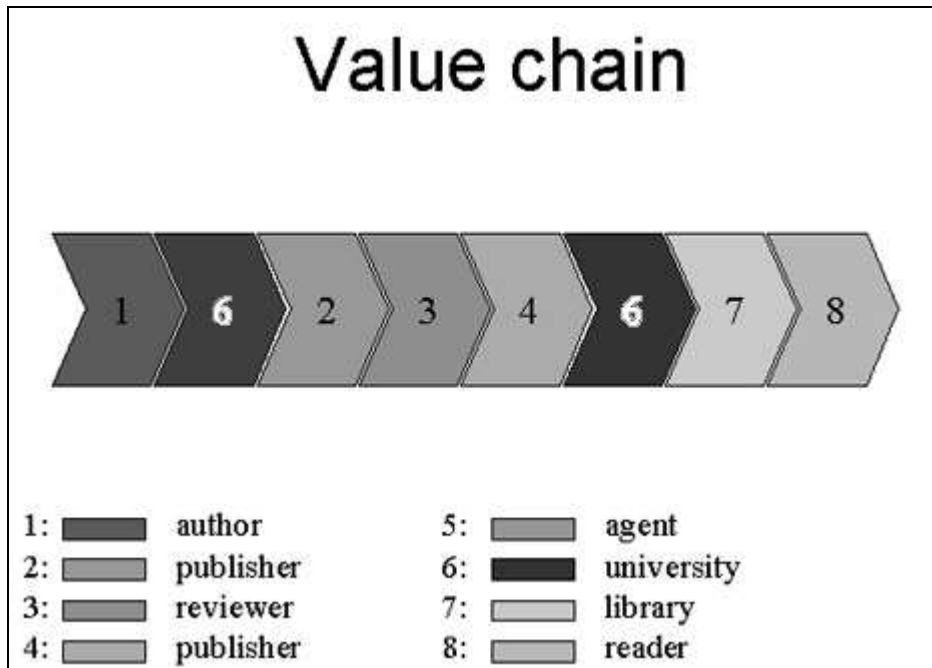 Value chain
1 6 2 3 4 6 7 8
1: author
2: publisher
3: reviewer
4: publisher
5: agent
6: university
7: library
8: reader